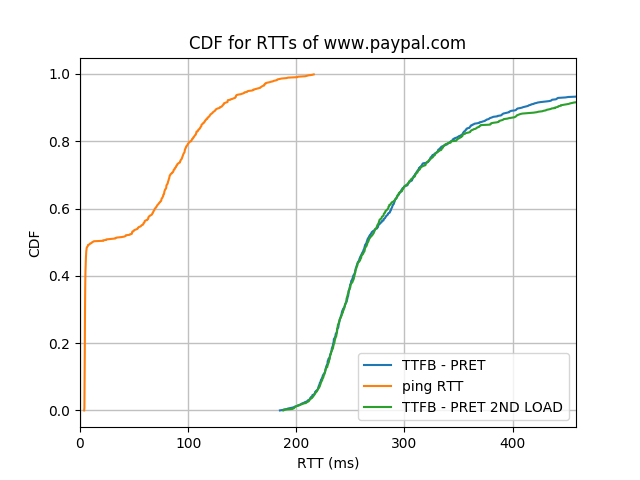 CDF for RTTs of www.paypal.com
1.0
0.8
0.6
0.4
0.2
0.0
CDF
TTFB - PRET
ping RTT
TTFB - PRET 2ND LOAD
0 100 200 300 400
RTT (ms)